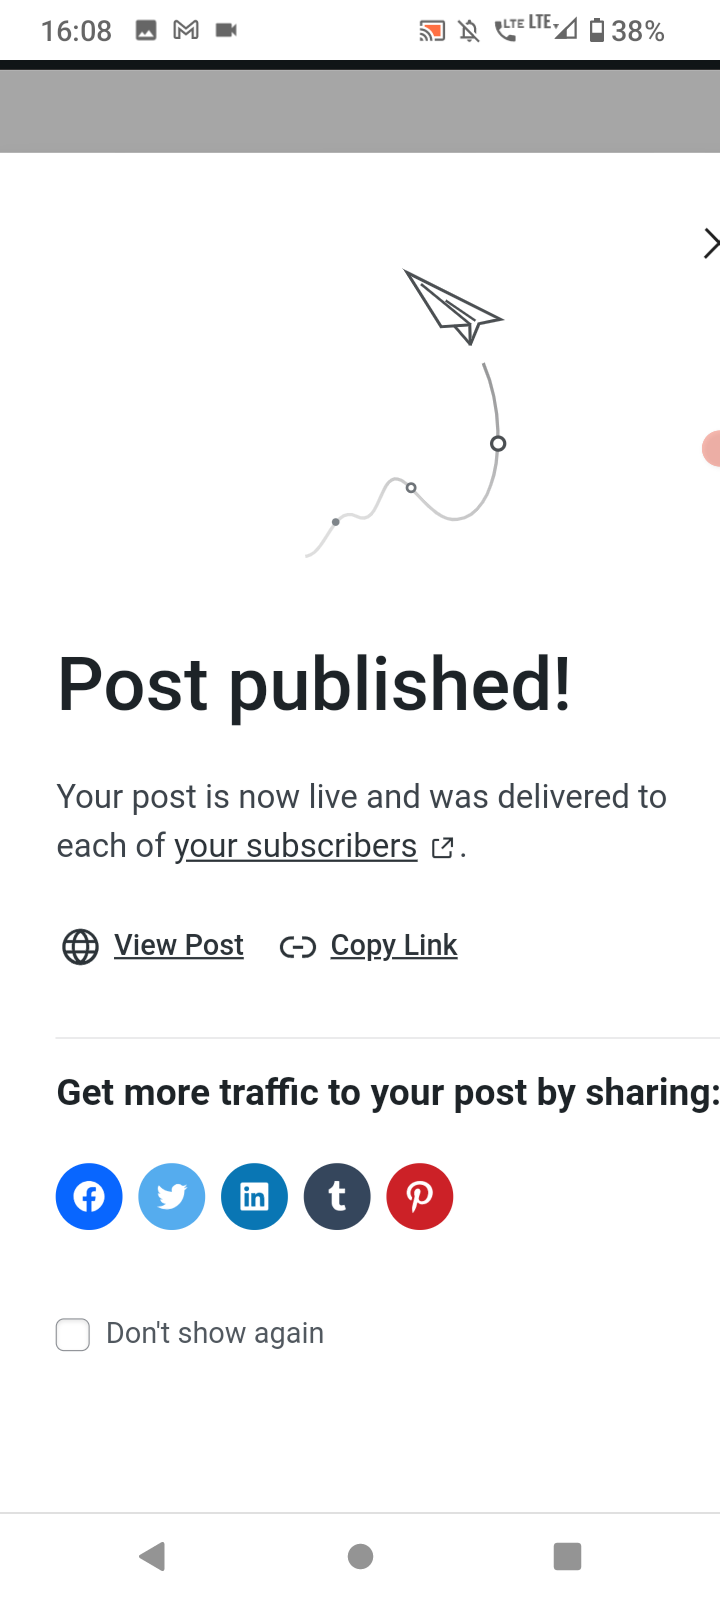 16:08 LTE LTE 38%
Post published!
Your post is now live and was delivered to
each of your subscribers.
View Post Copy Link
Get more traffic to your post by sharing:
Don't show again